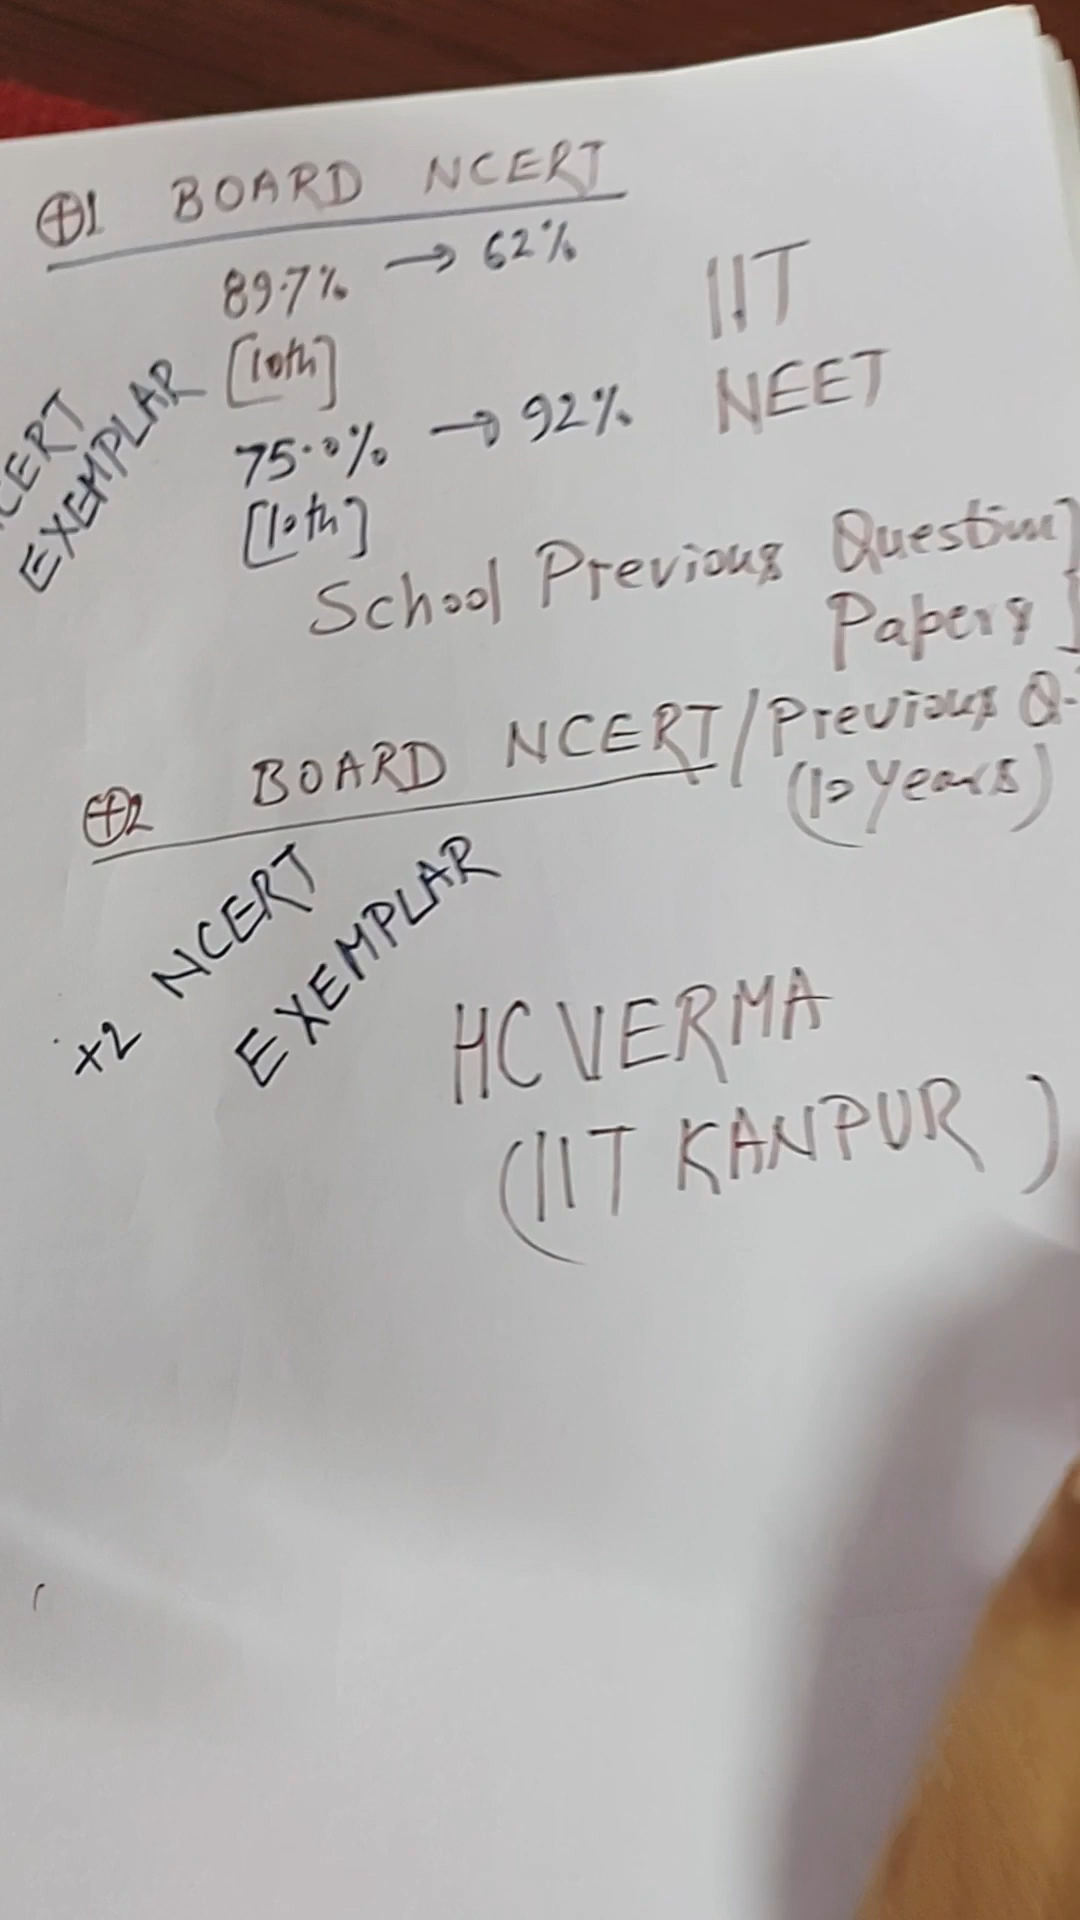 +1 BOARD NCERT
89.7% → 62%
[10th]
IIT
NEET
75.0% → 92%
[10th]
EXEMPLAR
School Previous Question
Papers]
+2 BOARD NCERT/Previous Q.
(10 Years)
+2 NCERT
EXEMPLAR
HC VERMA
(IIT KANPUR)